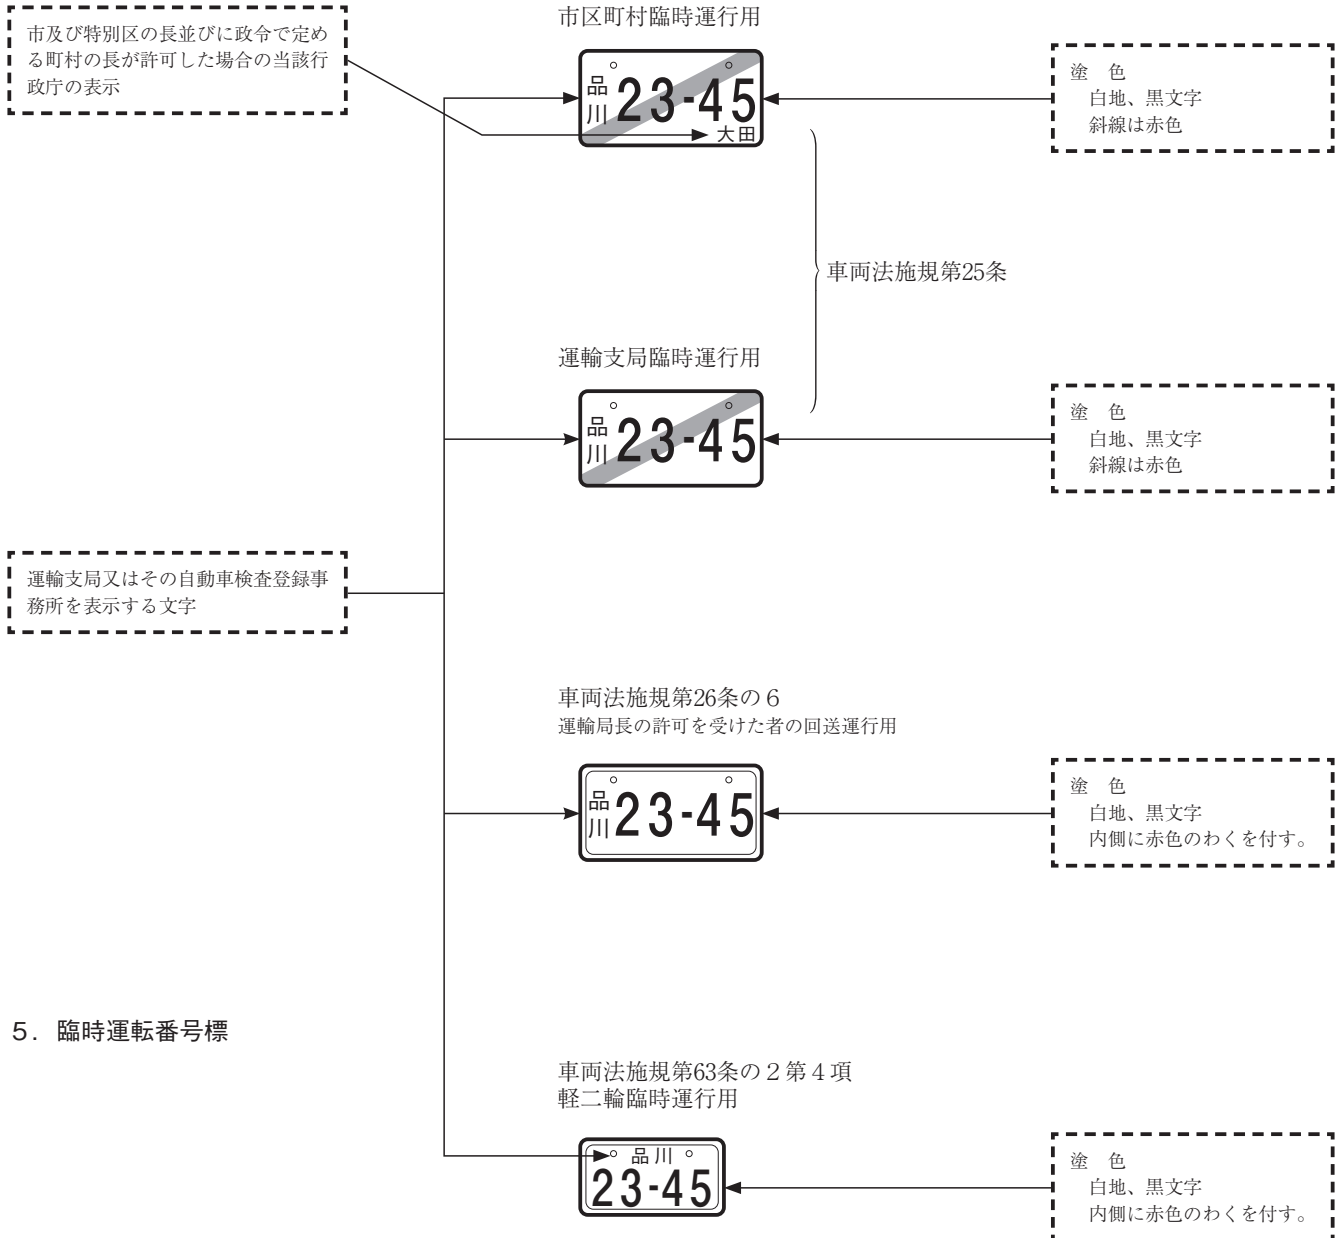 市区町村臨時運行用
市及び特別区の長並びに政令で定め
る町村の長が許可した場合の当該行
政庁の表示
品川
23-45
大田
塗　色
白地、黒文字
斜線は赤色
車両法施規第25条
運輸支局臨時運行用
品川
23-45
塗　色
白地、黒文字
斜線は赤色
運輸支局又はその自動車検査登録事
務所を表示する文字
車両法施規第26条の６
運輸局長の許可を受けた者の回送運行用
品川
23-45
塗　色
白地、黒文字
内側に赤色のわくを付す。
５．臨時運転番号標
車両法施規第63条の２第４項
軽二輪臨時運行用
品川
23-45
塗　色
白地、黒文字
内側に赤色のわくを付す。